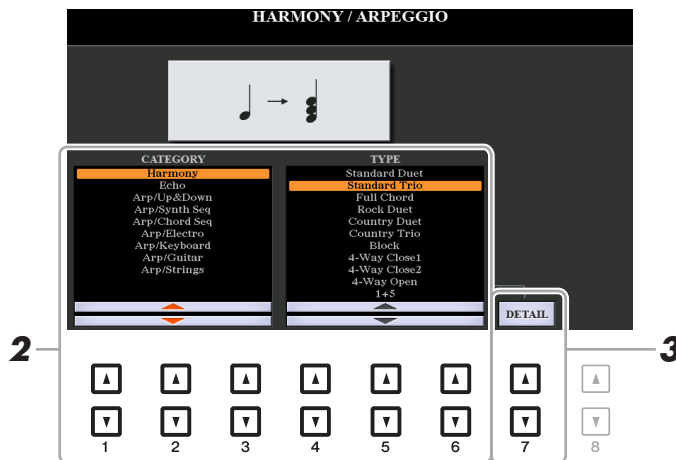 HARMONY / ARPEGGIO
CATEGORY
Harmony
Echo
Arp/Up&Down
Arp/Synth Seq
Arp/Chord Seq
Arp/Electro
Arp/Keyboard
Arp/Guitar
Arp/Strings
TYPE
Standard Duet
Standard Trio
Full Chord
Rock Duet
Country Duet
Country Trio
Block
4-Way Close1
4-Way Close2
4-Way Open
1+5
DETAIL
2
3
1 2 3 4 5 6 7 8